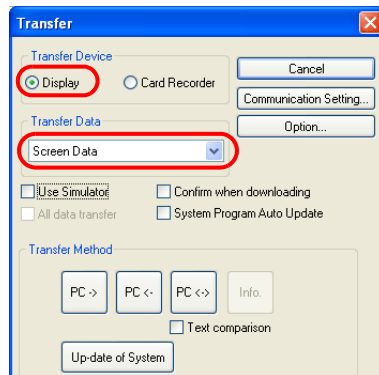 Transfer
Transfer Device
Display
Card Recorder
Cancel
Communication Setting...
Transfer Data
Option...
Screen Data
Use Simulator
Confirm when downloading
All data transfer
System Program Auto Update
Transfer Method
PC ->
PC <-
PC <->
Info.
Text comparison
Up-date of System